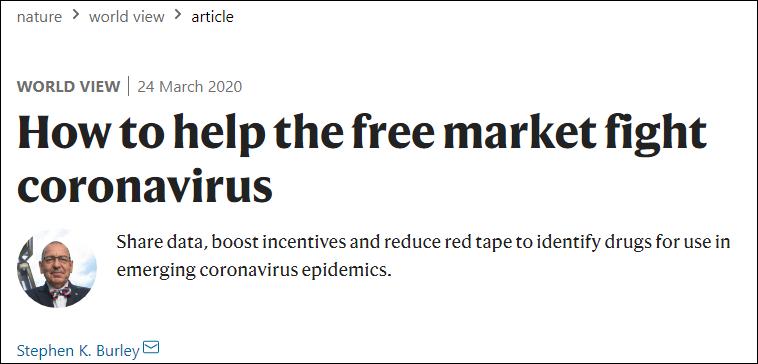 nature > world view > article
WORLD VIEW | 24 March 2020
How to help the free market fight
coronavirus
Share data, boost incentives and reduce red tape to identify drugs for use in
emerging coronavirus epidemics.
Stephen K. Burley